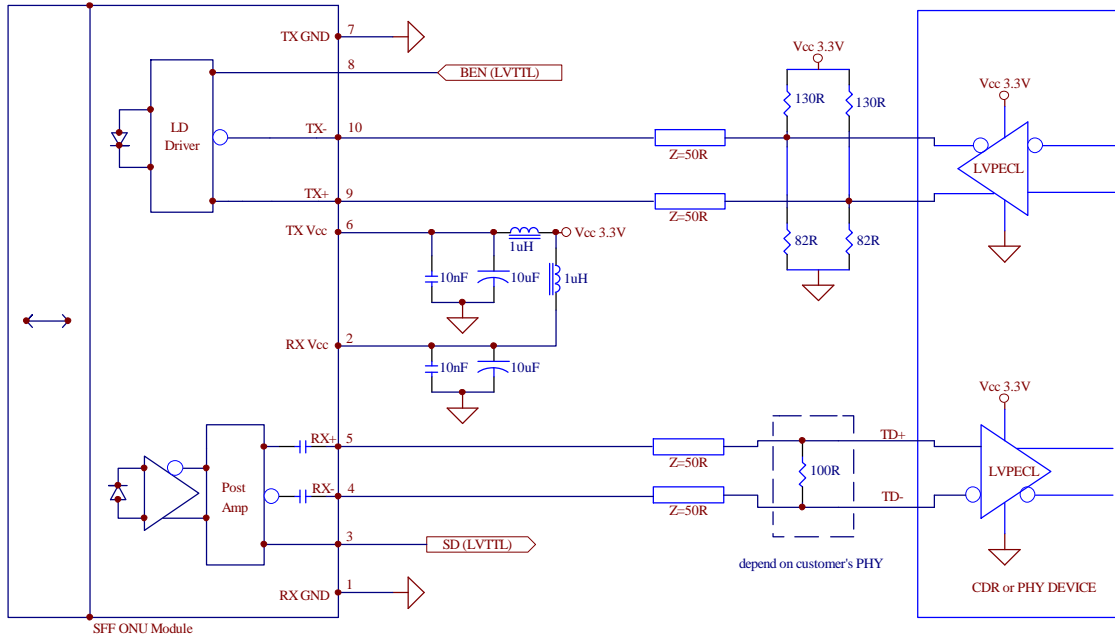 TX GND
7
8
BEN (LVTTL)
Vcc 3.3V
130R
130R
Vcc 3.3V
LD
Driver
TX-
10
Z=50R
LVPECL
TX+
9
Z=50R
TX Vcc
6
1uH
Vcc 3.3V
82R
82R
10nF
10uF
1uH
RX Vcc
2
10nF
10uF
Vcc 3.3V
RX+
5
Z=50R
TD+
Post
Amp
100R
LVPECL
RX-
4
Z=50R
TD-
3
SD (LVTTL)
depend on customer's PHY
RX GND
1
CDR or PHY DEVICE
SFF ONU Module